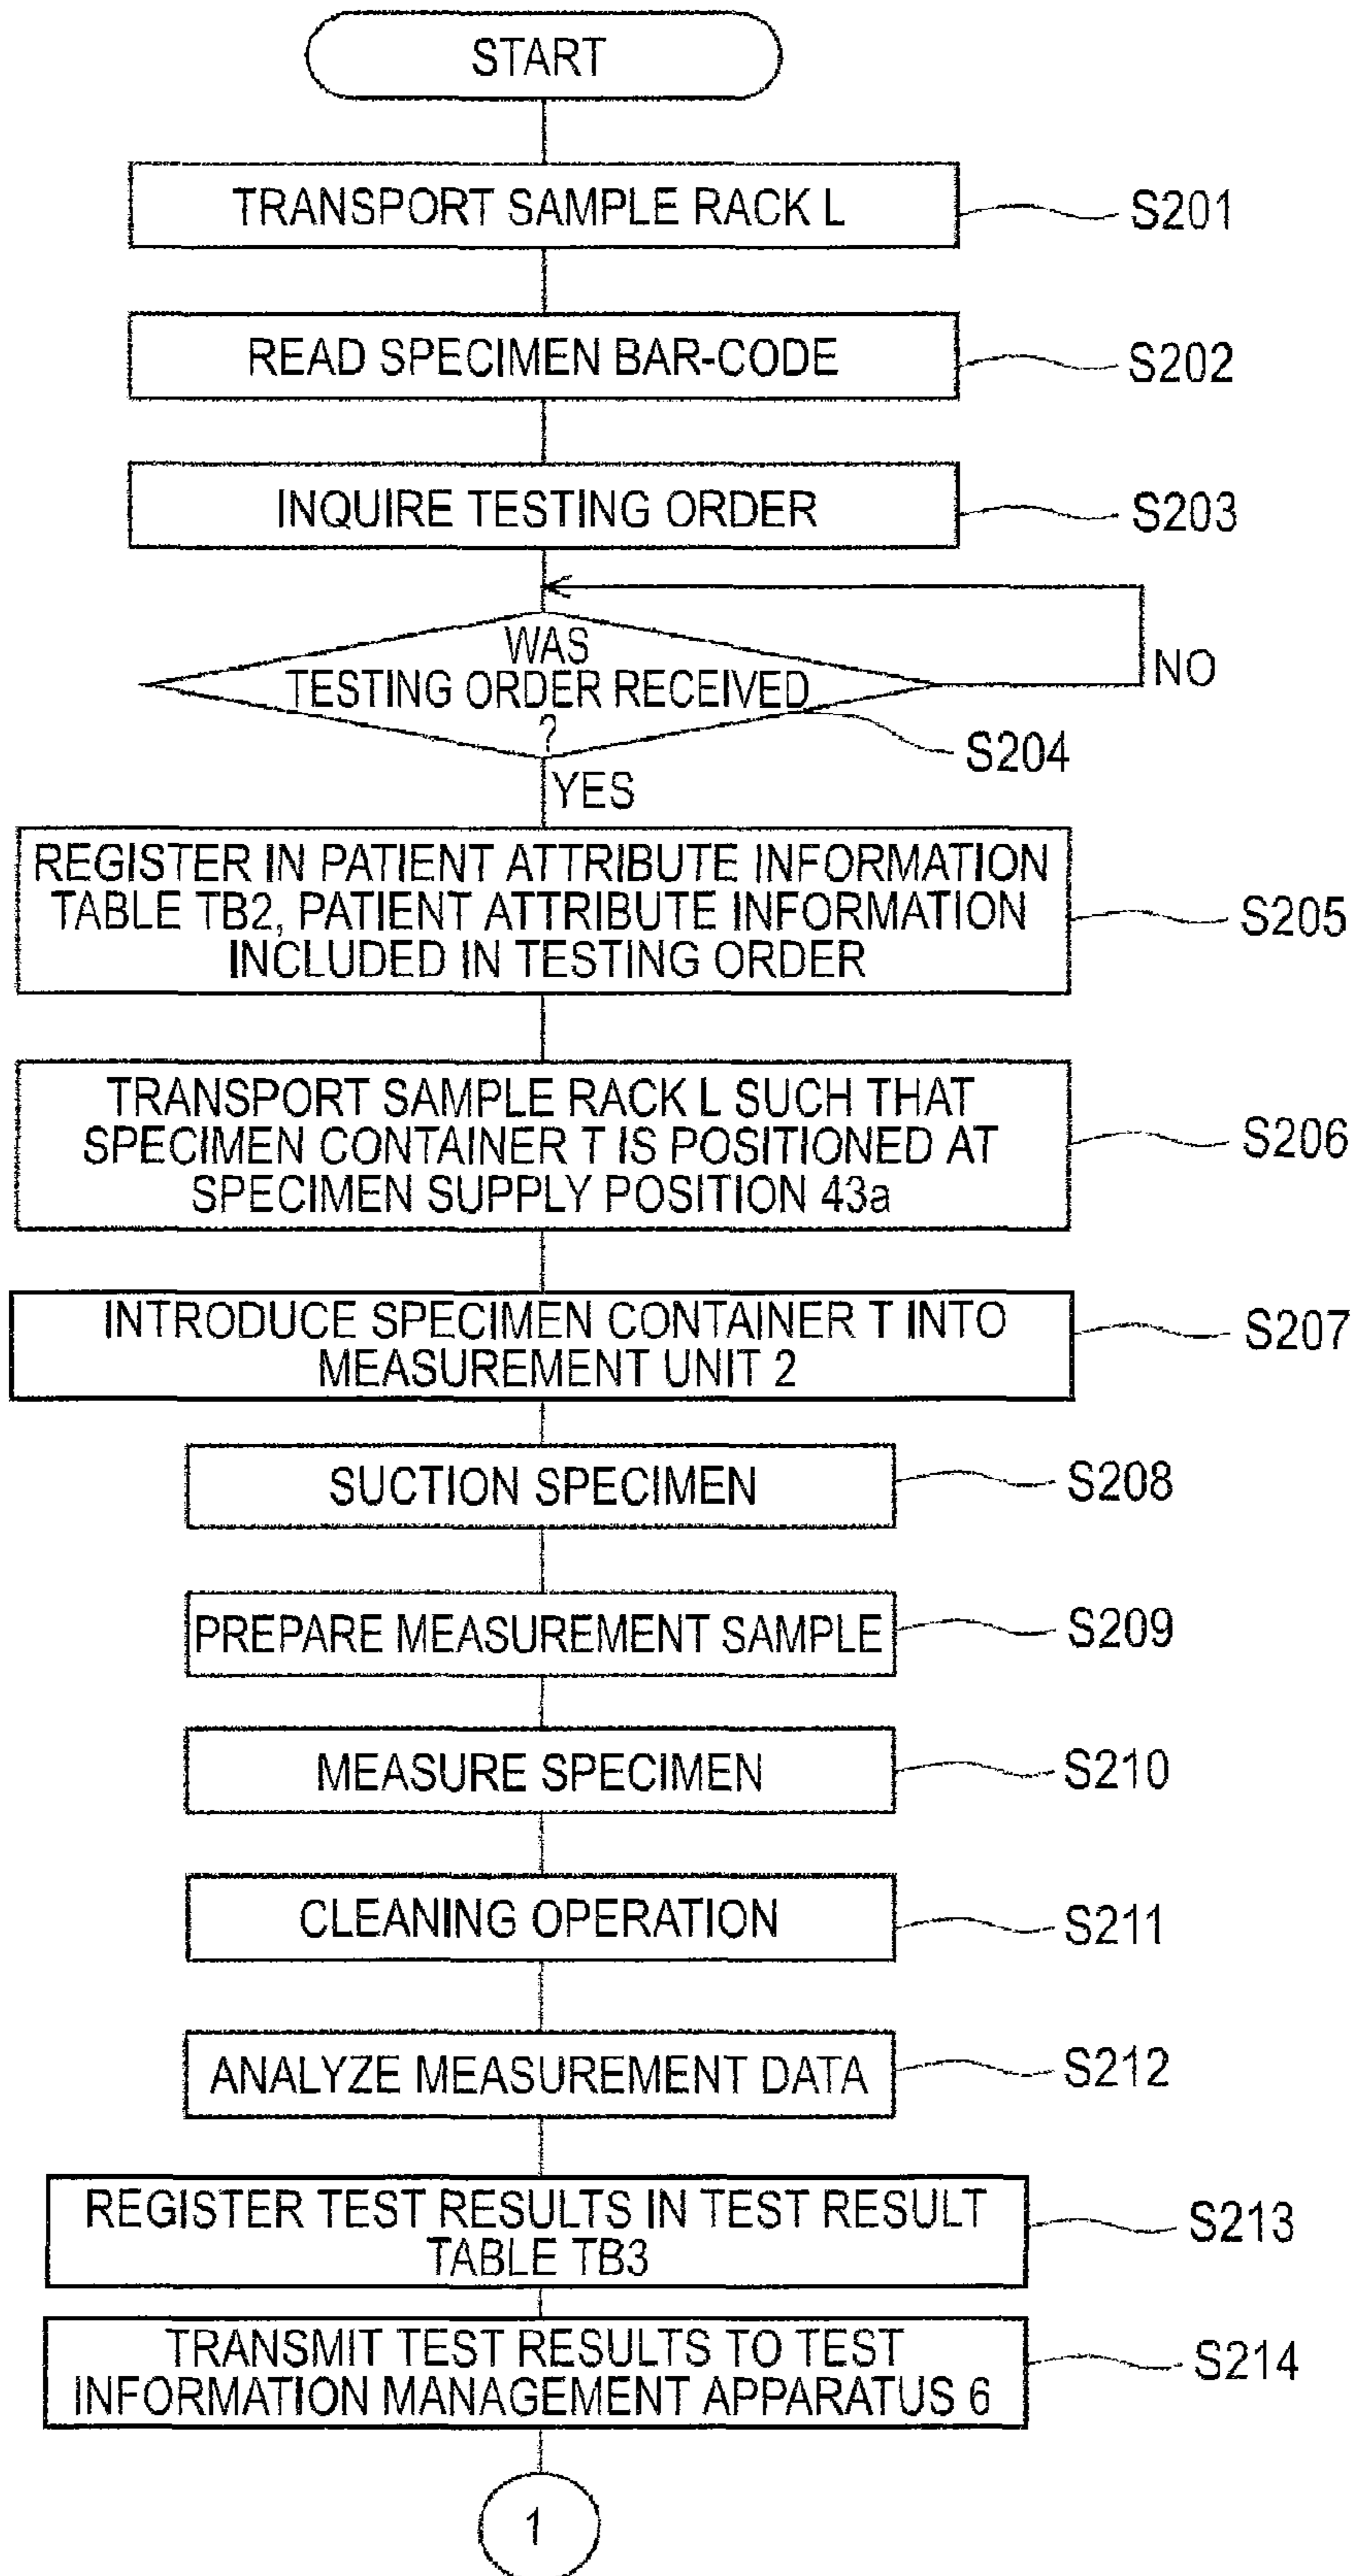 START
TRANSPORT SAMPLE RACK L
S201
READ SPECIMEN BAR-CODE
S202
INQUIRE TESTING ORDER
S203
WAS
TESTING ORDER RECEIVED
?
NO
S204
YES
REGISTER IN PATIENT ATTRIBUTE INFORMATION
TABLE TB2, PATIENT ATTRIBUTE INFORMATION
INCLUDED IN TESTING ORDER
S205
TRANSPORT SAMPLE RACK L SUCH THAT
SPECIMEN CONTAINER T IS POSITIONED AT
SPECIMEN SUPPLY POSITION 43a
S206
INTRODUCE SPECIMEN CONTAINER T INTO
MEASUREMENT UNIT 2
S207
SUCTION SPECIMEN
S208
PREPARE MEASUREMENT SAMPLE
S209
MEASURE SPECIMEN
S210
CLEANING OPERATION
S211
ANALYZE MEASUREMENT DATA
S212
REGISTER TEST RESULTS IN TEST RESULT
TABLE TB3
S213
TRANSMIT TEST RESULTS TO TEST
INFORMATION MANAGEMENT APPARATUS 6
S214
1